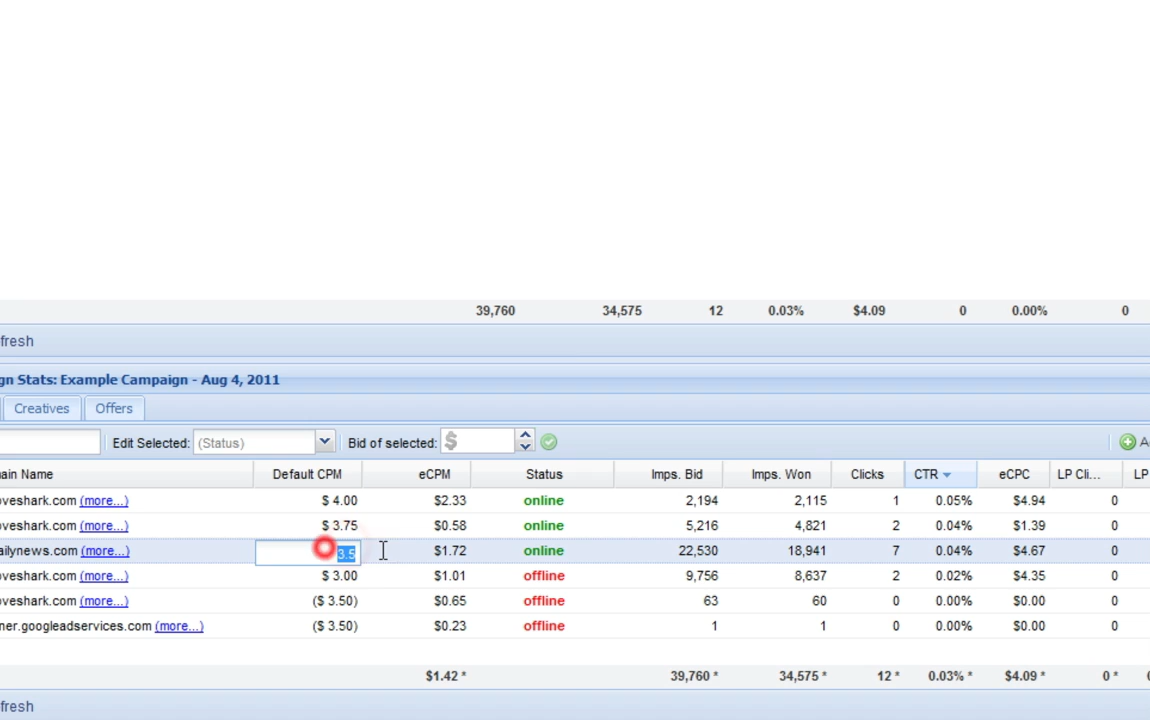 39,760 34,575 12 0.03% $4.09 0 0.00% 0
fresh
gn Stats: Example Campaign - Aug 4, 2011
Creatives Offers
Edit Selected: (Status) Bid of selected: $ A
ain Name Default CPM eCPM Status Imps. Bid Imps. Won Clicks CTR eCPC LP Cli... LP
oveshark.com (more...) $ 4.00 $2.33 online 2,194 2,115 1 0.05% $4.94 0
oveshark.com (more...) $ 3.75 $0.58 online 5,216 4,821 2 0.04% $1.39 0
ailynews.com (more...) 3.5 $1.72 online 22,530 18,941 7 0.04% $4.67 0
oveshark.com (more...) $ 3.00 $1.01 offline 9,756 8,637 2 0.02% $4.35 0
oveshark.com (more...) ($ 3.50) $0.65 offline 63 60 0 0.00% $0.00 0
ner.googleadservices.com (more...) ($ 3.50) $0.23 offline 1 1 0 0.00% $0.00 0
$1.42 * 39,760 * 34,575 * 12 * 0.03% * $4.09 * 0 *
fresh